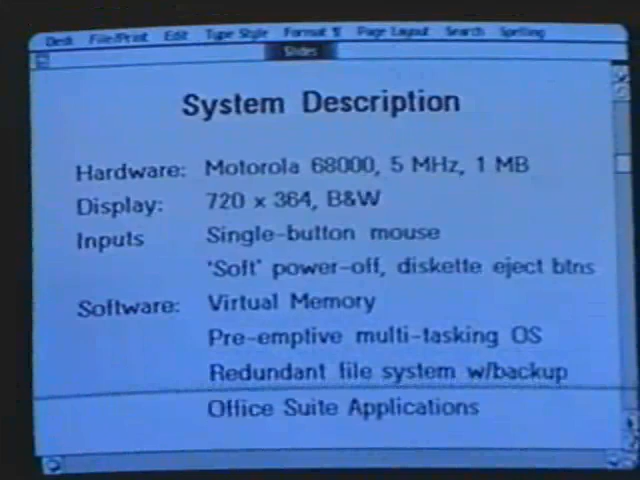 Desk File/Print Edit Type Style Format ¶ Page Layout Search Spelling
Slides
System Description
Hardware: Motorola 68000, 5 MHz, 1 MB
Display: 720 x 364, B&W
Inputs Single-button mouse
'Soft' power-off, diskette eject btns
Software: Virtual Memory
Pre-emptive multi-tasking OS
Redundant file system w/backup
Office Suite Applications